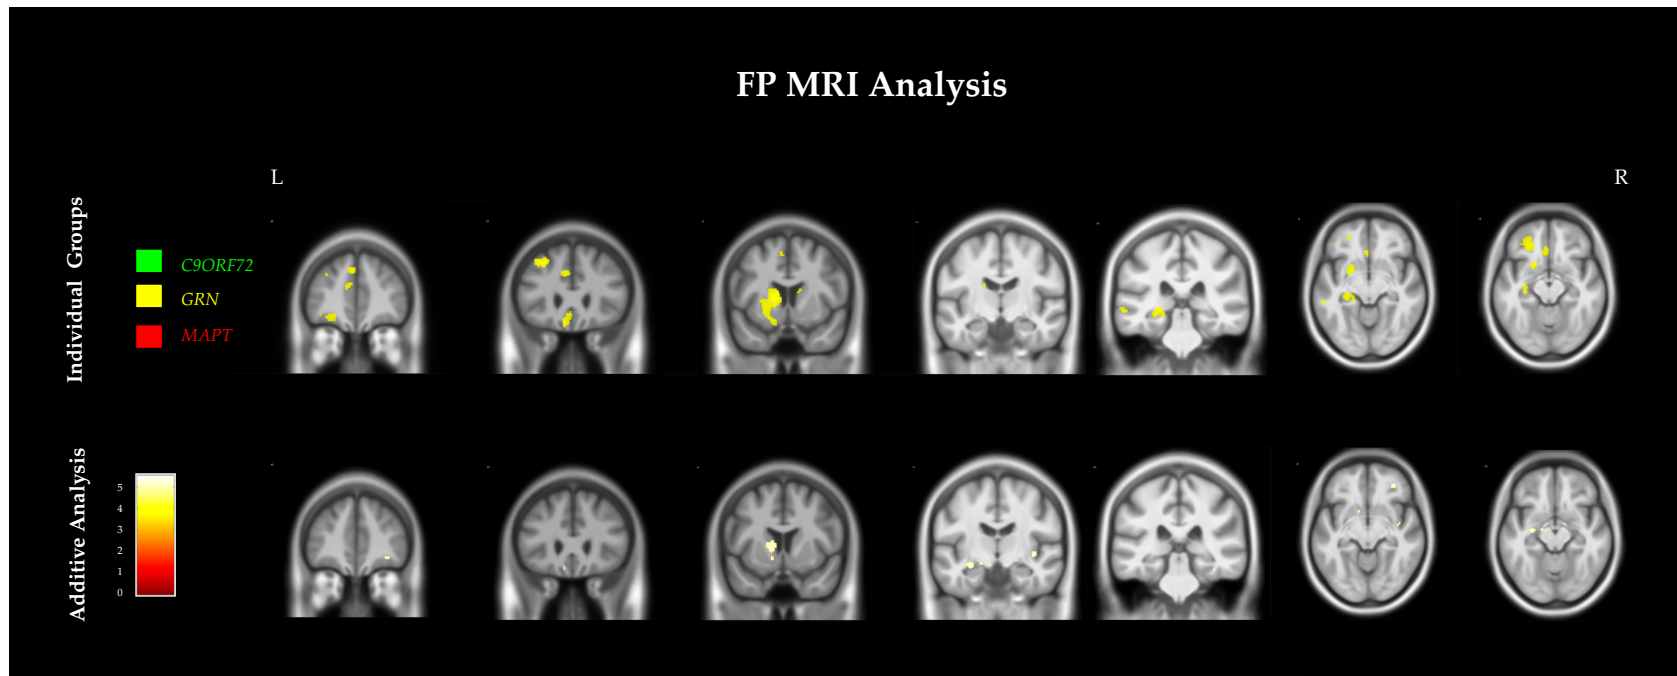 FP MRI Analysis
L
R
Individual Groups
C9ORF72
GRN
MAPT
Additive Analysis
5
4
3
2
1
0